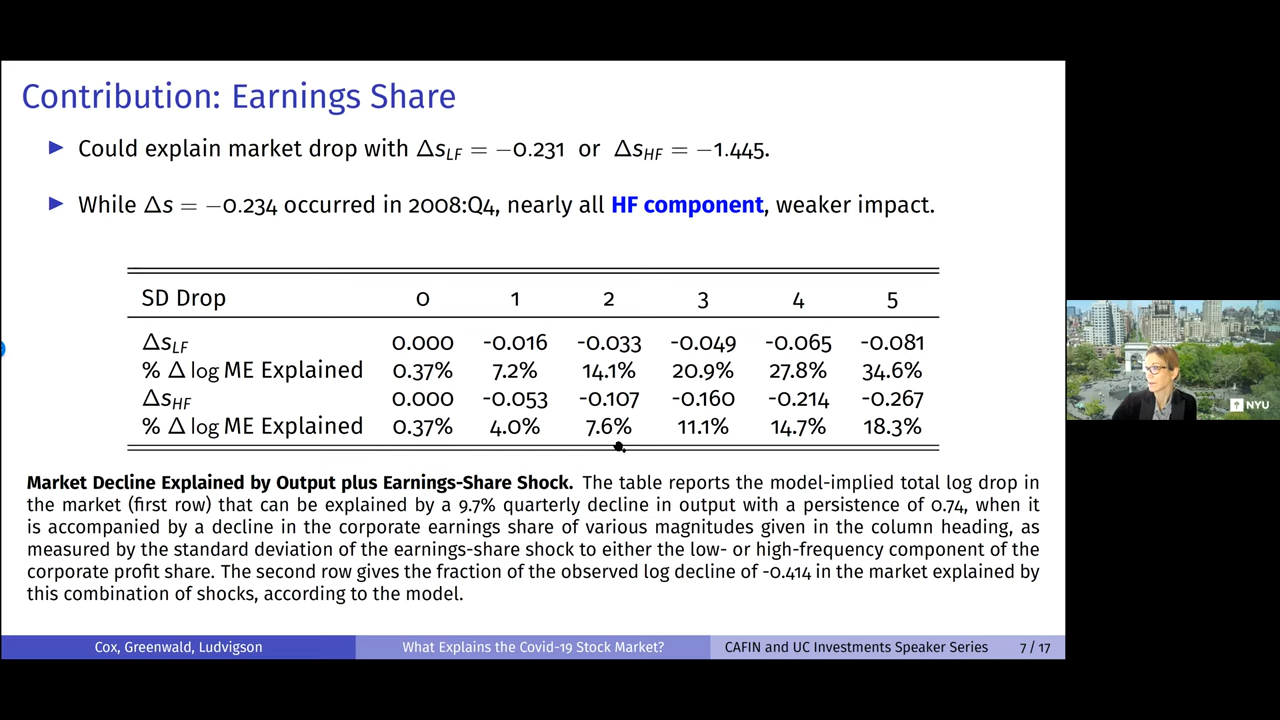 Contribution: Earnings Share
▶ Could explain market drop with Δs_LF = −0.231 or Δs_HF = −1.445.
▶ While Δs = −0.234 occurred in 2008:Q4, nearly all HF component, weaker impact.
SD Drop 0 1 2 3 4 5
Δs_LF 0.000 -0.016 -0.033 -0.049 -0.065 -0.081
% Δ log ME Explained 0.37% 7.2% 14.1% 20.9% 27.8% 34.6%
Δs_HF 0.000 -0.053 -0.107 -0.160 -0.214 -0.267
% Δ log ME Explained 0.37% 4.0% 7.6% 11.1% 14.7% 18.3%
Market Decline Explained by Output plus Earnings-Share Shock. The table reports the model-implied total log drop in
the market (first row) that can be explained by a 9.7% quarterly decline in output with a persistence of 0.74, when it
is accompanied by a decline in the corporate earnings share of various magnitudes given in the column heading, as
measured by the standard deviation of the earnings-share shock to either the low- or high-frequency component of the
corporate profit share. The second row gives the fraction of the observed log decline of -0.414 in the market explained by
this combination of shocks, according to the model.
Cox, Greenwald, Ludvigson What Explains the Covid-19 Stock Market? CAFIN and UC Investments Speaker Series 7 / 17
NYU